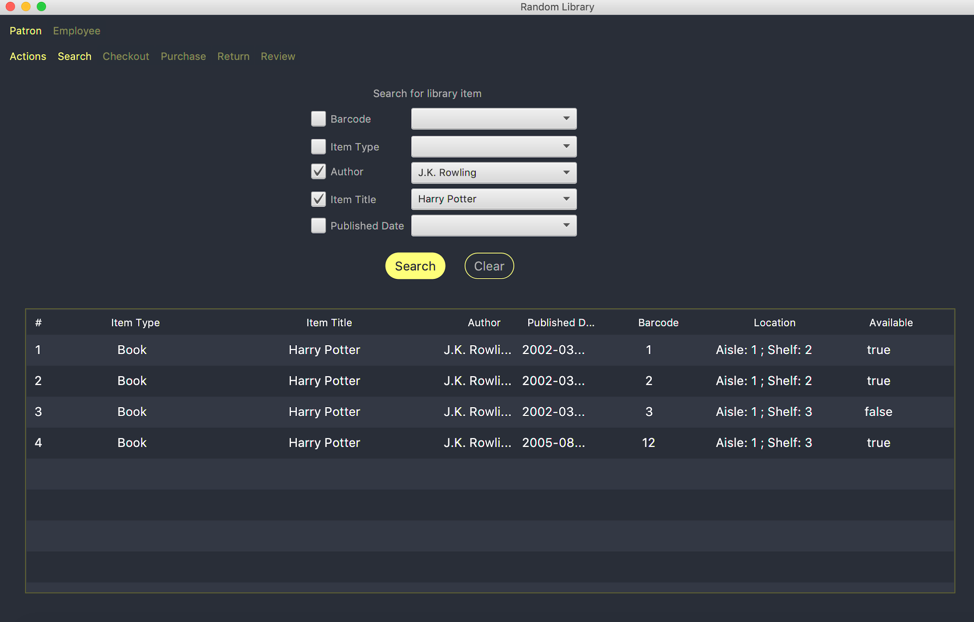 Random Library
Patron Employee
Actions Search Checkout Purchase Return Review
Search for library item
Barcode
Item Type
Author J.K. Rowling
Item Title Harry Potter
Published Date
Search Clear
# Item Type Item Title Author Published D... Barcode Location Available
1 Book Harry Potter J.K. Rowli... 2002-03... 1 Aisle: 1 ; Shelf: 2 true
2 Book Harry Potter J.K. Rowli... 2002-03... 2 Aisle: 1 ; Shelf: 2 true
3 Book Harry Potter J.K. Rowli... 2002-03... 3 Aisle: 1 ; Shelf: 3 false
4 Book Harry Potter J.K. Rowli... 2005-08... 12 Aisle: 1 ; Shelf: 3 true